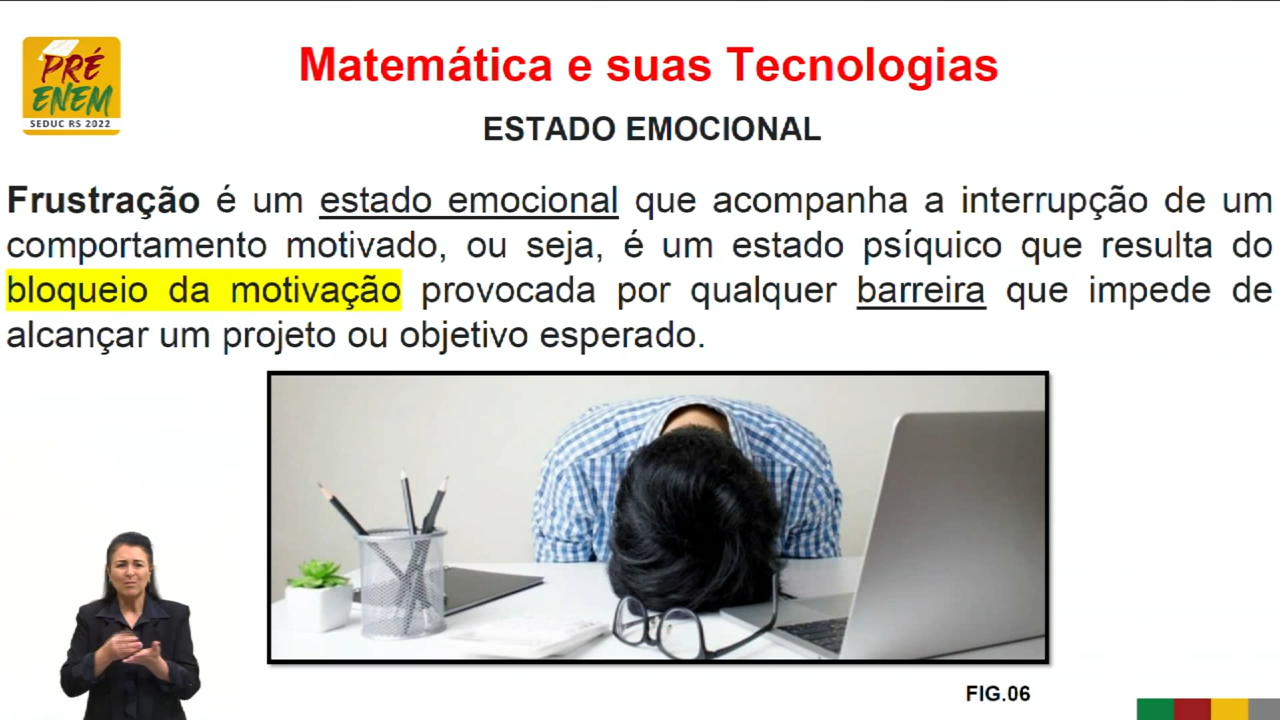 PRÉ
ENEM
SEDUC RS 2022
Matemática e suas Tecnologias
ESTADO EMOCIONAL
Frustração é um estado emocional que acompanha a interrupção de um
comportamento motivado, ou seja, é um estado psíquico que resulta do
bloqueio da motivação provocada por qualquer barreira que impede de
alcançar um projeto ou objetivo esperado.
FIG.06